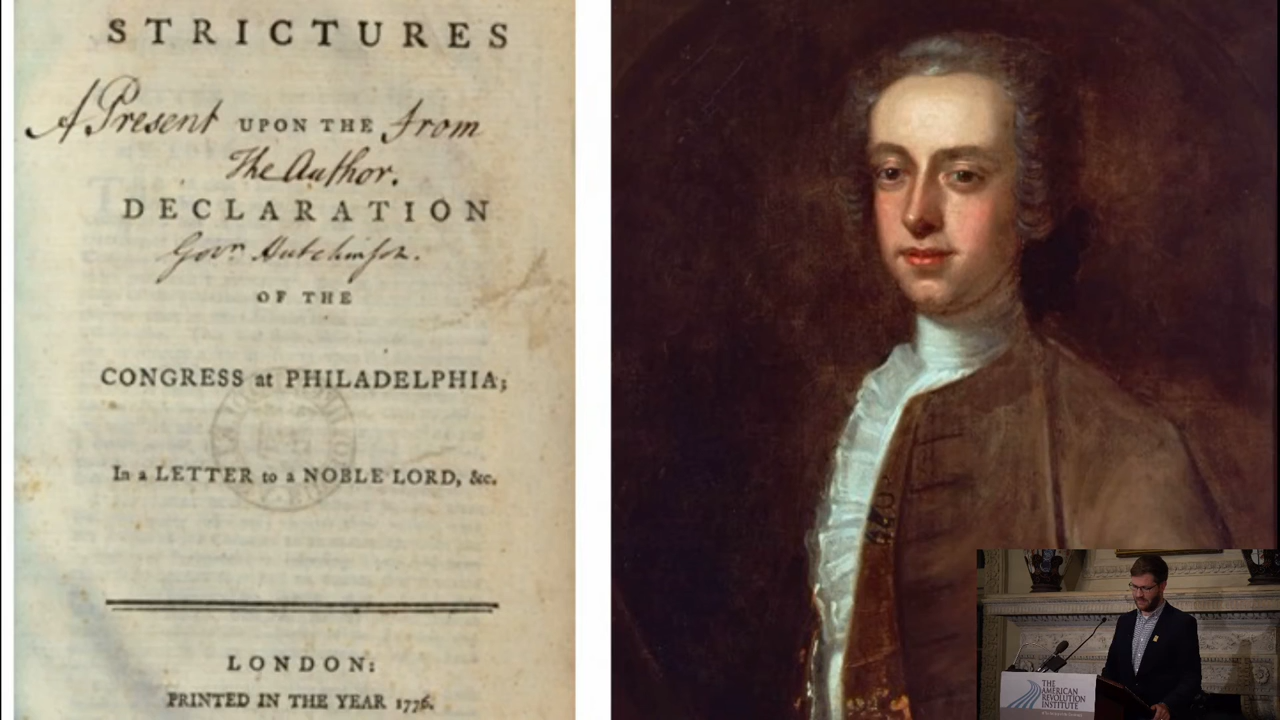 STRICTURES
A Present UPON THE from
The Author.
DECLARATION
Govr. Hutchinson.
OF THE
CONGRESS at PHILADELPHIA;
In a LETTER to a NOBLE LORD, &c.
LONDON:
PRINTED IN THE YEAR 1776.
THE
AMERICAN
REVOLUTION
INSTITUTE